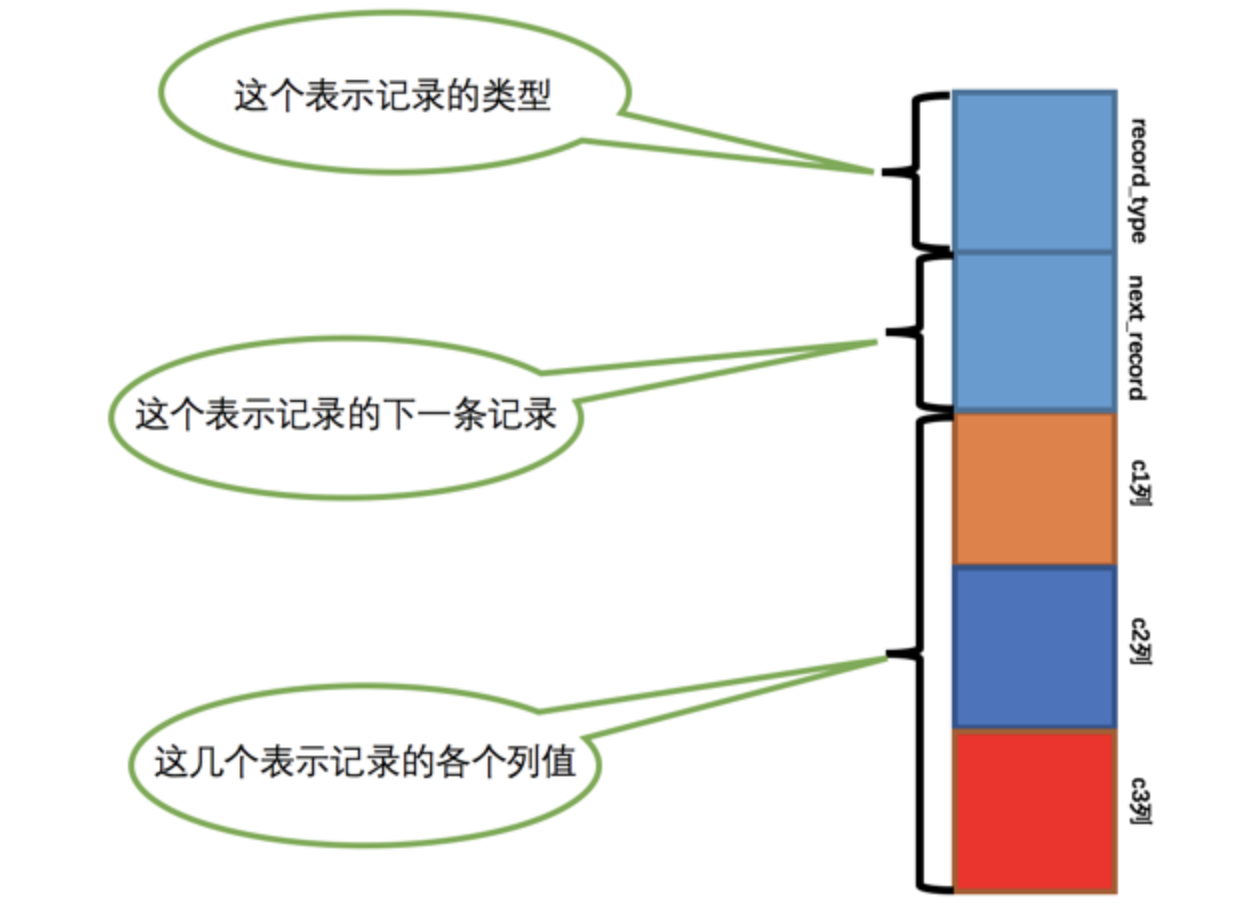 这个表示记录的类型
record_type
next_record
这个表示记录的下一条记录
c1列
c2列
这几个表示记录的各个列值
c3列